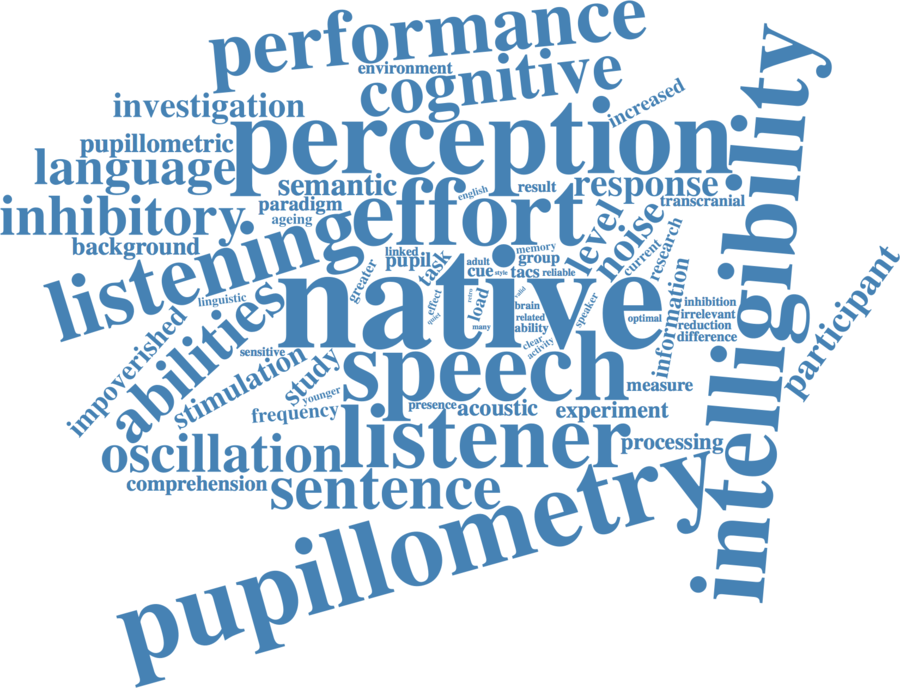 performance
environment
cognitive
investigation
increased
perception
pupillometric
language
semantic
english
result
response
intelligibility
paradigm
transcranial
inhibitory
ageing
effort
level
noise
background
listening
linked
pupil
task
memory
group
current
research
adult
cue
style
tacs
reliable
greater
native
linguistic
effect
load
brain
related
ability
many
speaker
optimal
information
inhibition
irrelevant
reduction
difference
participant
clear
activity
impoverished
abilities
sensitive
stimulation
study
speech
measure
younger
frequency
presence
acoustic
experiment
listener
processing
oscillation
comprehension
sentence
pupillometry